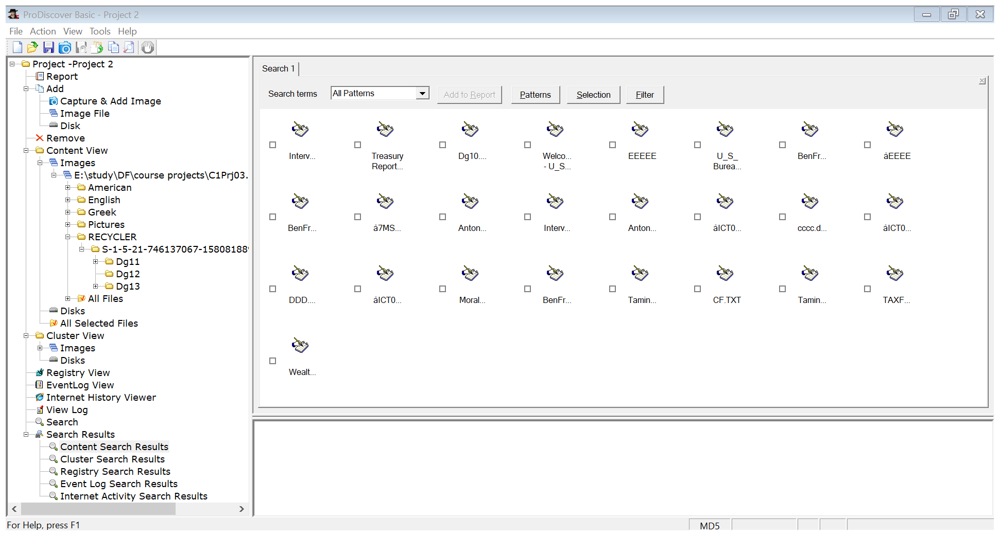 ProDiscover Basic - Project 2
File Action View Tools Help
Project -Project 2
Report
Add
Capture & Add Image
Image File
Disk
Remove
Content View
Images
E:\study\DF\course projects\C1Prj03.
American
English
Greek
Pictures
RECYCLER
S-1-5-21-746137067-158081889
Dg11
Dg12
Dg13
All Files
Disks
All Selected Files
Cluster View
Images
Disks
Registry View
EventLog View
Internet History Viewer
View Log
Search
Search Results
Content Search Results
Cluster Search Results
Registry Search Results
Event Log Search Results
Internet Activity Search Results
Search 1
Search terms All Patterns Add to Report Patterns Selection Filter
Interv... Treasury Dg10.... Welco... EEEEE U_S_ BenFr... åEEEE
Report... - U_S... Burea...
BenFr... å7MS... Anton... Interv... Anton... åICT0... cccc.d... åICT0...
DDD.... åICT0... Moral... BenFr... Tamin... CF.TXT Tamin... TAXF...
Wealt...
For Help, press F1 MD5